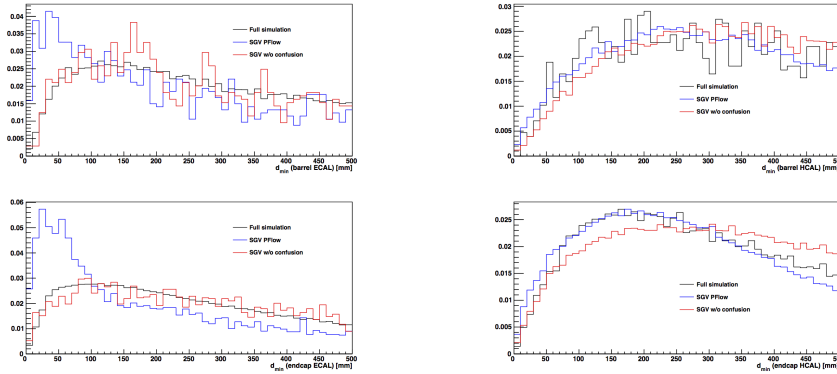 0.04
0.035
0.03
0.025
0.02
0.015
0.01
0.005
0
Full simulation
SGV PFlow
SGV w/o confusion
50 100 150 200 250 300 350 400 450 500
d_min (barrel ECAL) [mm]
0.03
0.025
0.02
0.015
0.01
0.005
0
Full simulation
SGV PFlow
SGV w/o confusion
0 50 100 150 200 250 300 350 400 450 500
d_min (barrel HCAL) [mm]
0.06
0.05
0.04
0.03
0.02
0.01
0
Full simulation
SGV PFlow
SGV w/o confusion
50 100 150 200 250 300 350 400 450 500
d_min (endcap ECAL) [mm]
0.025
0.02
0.015
0.01
0.005
0
Full simulation
SGV PFlow
SGV w/o confusion
0 50 100 150 200 250 300 350 400 450
d_min (endcap HCAL) [mm]